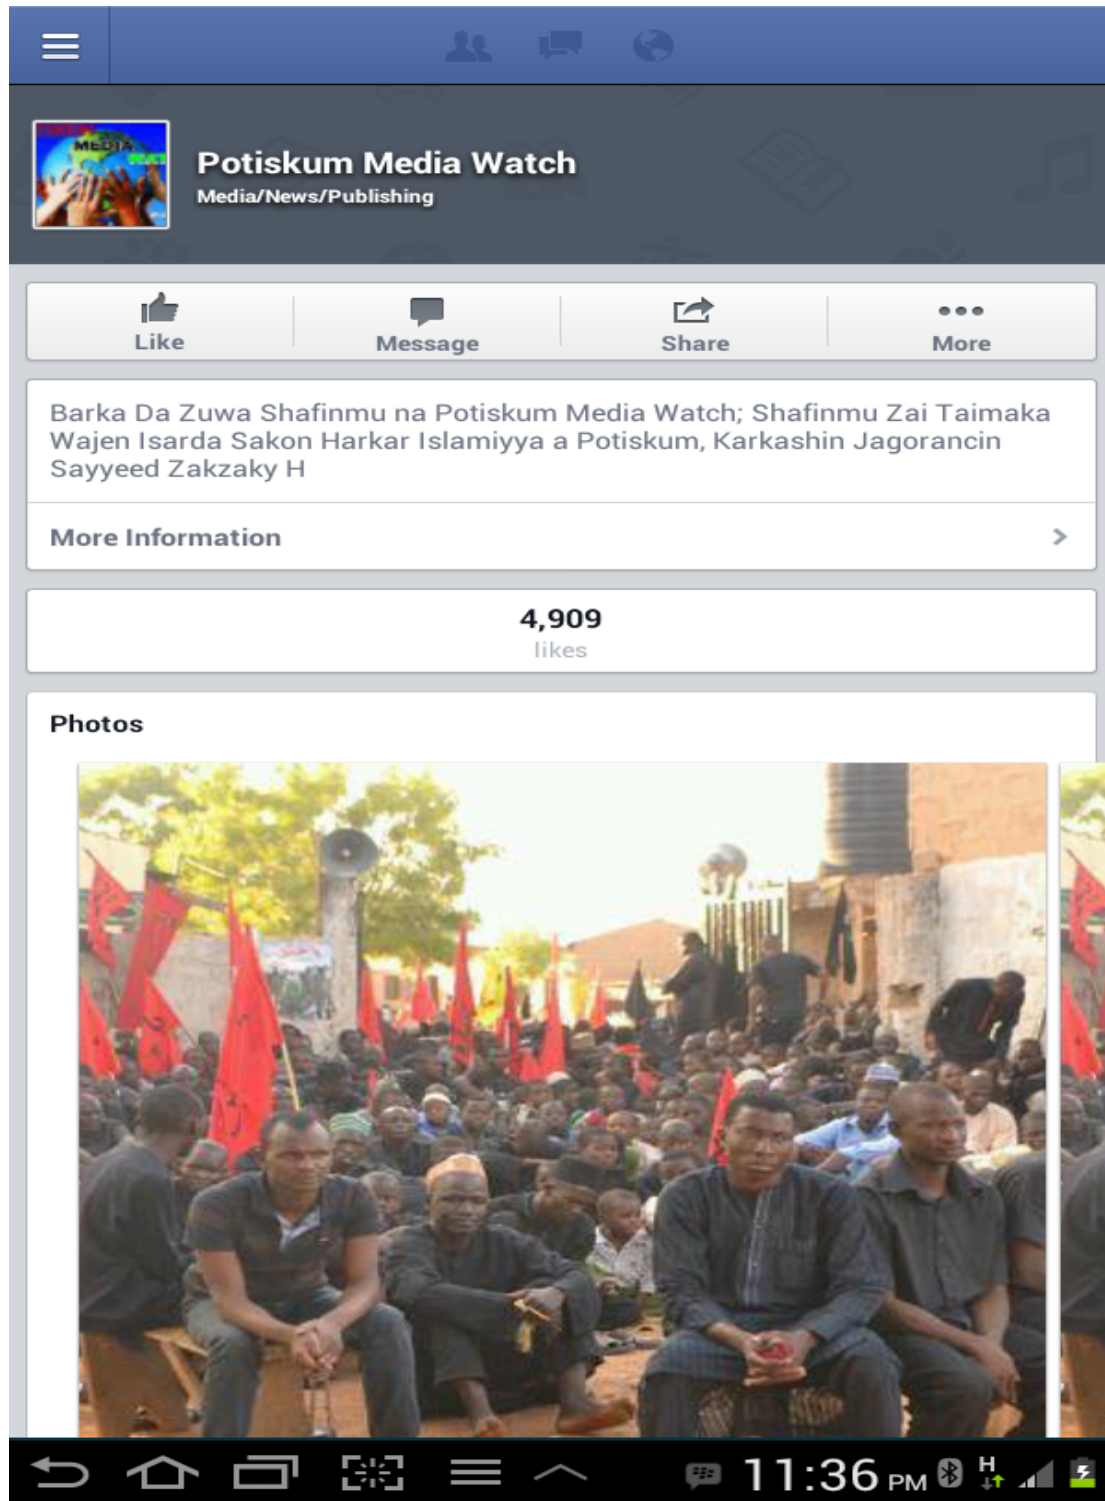 MEDIA
Potiskum Media Watch
Media/News/Publishing
Like
Message
Share
More
Barka Da Zuwa Shafinmu na Potiskum Media Watch; Shafinmu Zai Taimaka
Wajen Isarda Sakon Harkar Islamiyya a Potiskum, Karkashin Jagorancin
Sayyeed Zakzaky H
More Information
4,909
likes
Photos
11:36 PM
H